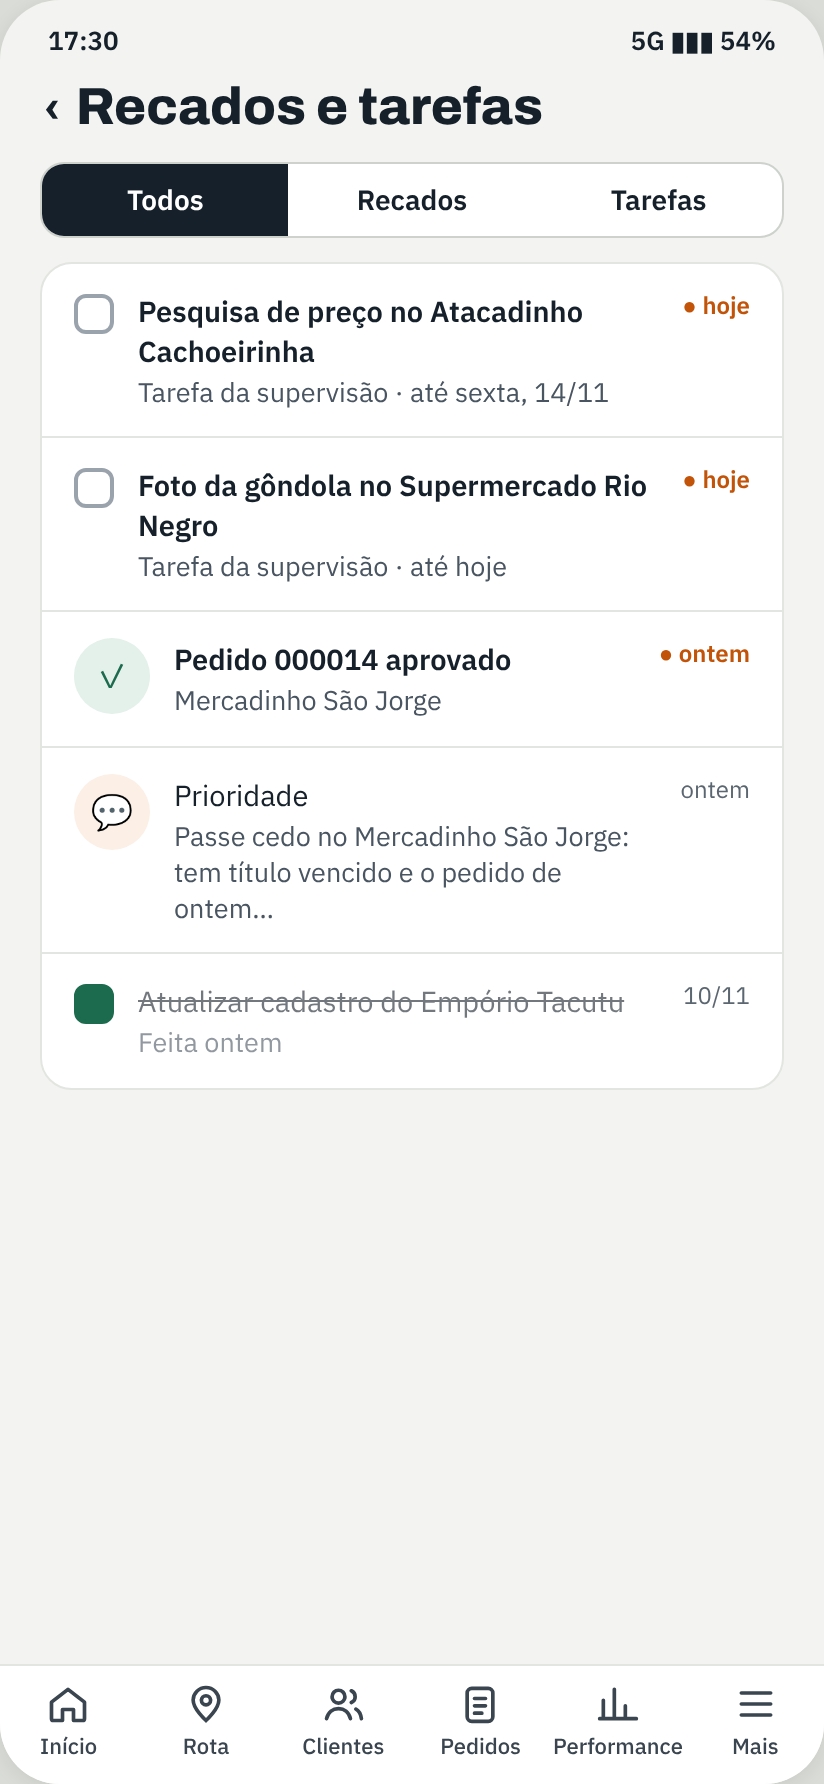 17:30
5G 54%
‹ Recados e tarefas
Todos
Recados
Tarefas
Pesquisa de preço no Atacadinho
Cachoeirinha
• hoje
Tarefa da supervisão · até sexta, 14/11
Foto da gôndola no Supermercado Rio
Negro
• hoje
Tarefa da supervisão · até hoje
Pedido 000014 aprovado
• ontem
Mercadinho São Jorge
Prioridade
ontem
Passe cedo no Mercadinho São Jorge:
tem título vencido e o pedido de
ontem...
Atualizar cadastro do Empório Tacutu
10/11
Feita ontem
Início
Rota
Clientes
Pedidos
Performance
Mais